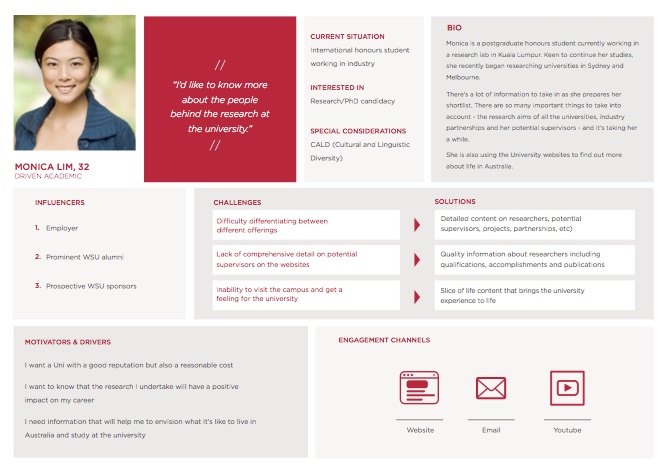 MONICA LIM, 32
DRIVEN ACADEMIC
//
"I'd like to know more
about the people
behind the research at
the university."
//
CURRENT SITUATION
International honours student
working in industry
INTERESTED IN
Research/PhD candidacy
SPECIAL CONSIDERATIONS
CALD (Cultural and Linguistic
Diversity)
BIO
Monica is a postgraduate honours student currently working in
a research lab in Kuala Lumpur. Keen to continue her studies,
she recently began researching universities in Sydney and
Melbourne.
There's a lot of information to take in as she prepares her
shortlist. There are so many important things to take into
account - the research aims of all the universities, industry
partnerships and her potential supervisors - and it's taking her
a while.
She is also using the University websites to find out more
about life in Australia.
INFLUENCERS
1. Employer
2. Prominent WSU alumni
3. Prospective WSU sponsors
CHALLENGES
Difficulty differentiating between
different offerings
Lack of comprehensive detail on potential
supervisors on the websites
Inability to visit the campus and get a
feeling for the university
SOLUTIONS
Detailed content on researchers, potential
supervisors, projects, partnerships, etc)
Quality information about researchers including
qualifications, accomplishments and publications
Slice of life content that brings the university
experience to life
MOTIVATORS & DRIVERS
I want a Uni with a good reputation but also a reasonable cost
I want to know that the research I undertake will have a positive
impact on my career
I need information that will help me to envision what it's like to live in
Australia and study at the university
ENGAGEMENT CHANNELS
Website
Email
Youtube